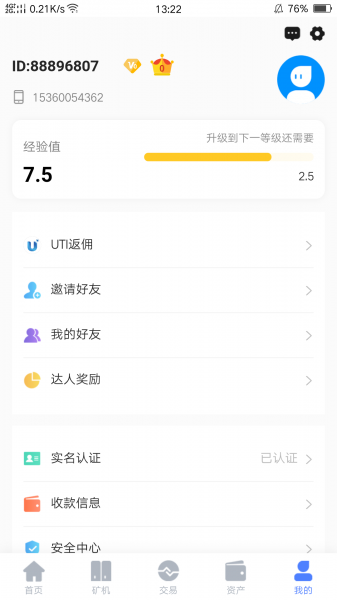 0.21K/s
13:22
76%
ID:88896807
V0
0
15360054362
经验值
升级到下一等级还需要
7.5
2.5
UTI返佣
邀请好友
我的好友
达人奖励
实名认证
已认证
收款信息
安全中心
首页
矿机
交易
资产
我的